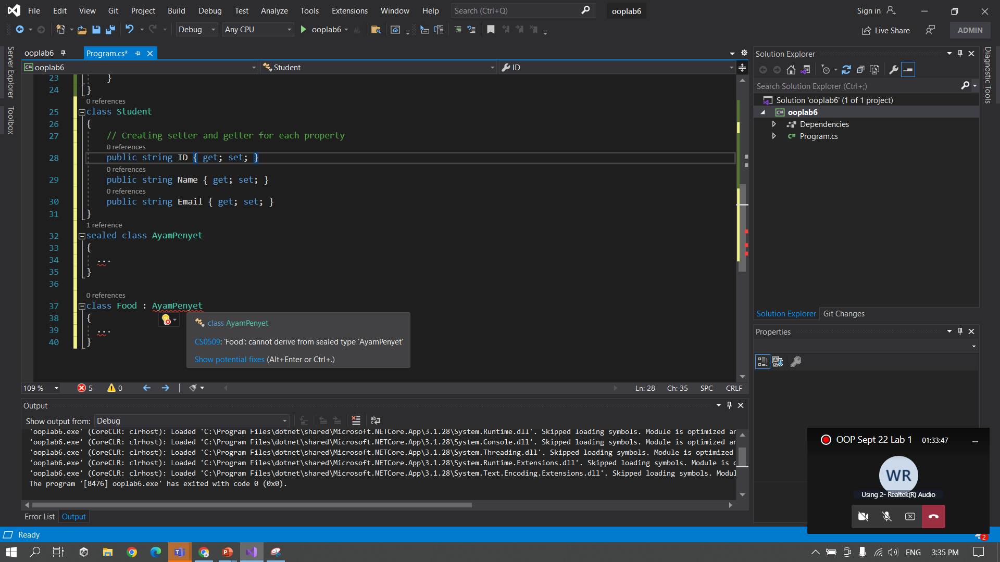 File Edit View Git Project Build Debug Test Analyze Tools Extensions Window Help Search (Ctrl+Q) ooplab6 Sign in
Debug Any CPU ooplab6 Live Share ADMIN
Server Explorer
Toolbox
ooplab6 Program.cs*
ooplab6 Student ID
23 }
24 }
0 references
25 class Student
26 {
27 // Creating setter and getter for each property
0 references
28 public string ID { get; set; }
0 references
29 public string Name { get; set; }
0 references
30 public string Email { get; set; }
31 }
1 reference
32 sealed class AyamPenyet
33 {
34 ...
35 }
36
0 references
37 class Food : AyamPenyet
38 {
39 ...
40 }
class AyamPenyet
CS0509: 'Food': cannot derive from sealed type 'AyamPenyet'
Show potential fixes (Alt+Enter or Ctrl+.)
109 % 5 0 Ln: 28 Ch: 35 SPC CRLF
Output
Show output from: Debug
'ooplab6.exe' (CoreCLR: clrhost): Loaded 'C:\Program Files\dotnet\shared\Microsoft.NETCore.App\3.1.28\System.Runtime.dll'. Skipped loading symbols. Module is optimized ar
'ooplab6.exe' (CoreCLR: clrhost): Loaded 'C:\Program Files\dotnet\shared\Microsoft.NETCore.App\3.1.28\System.Console.dll'. Skipped loading symbols. Module is optimized ar
'ooplab6.exe' (CoreCLR: clrhost): Loaded 'C:\Program Files\dotnet\shared\Microsoft.NETCore.App\3.1.28\System.Threading.dll'. Skipped loading symbols. Module is optimized
'ooplab6.exe' (CoreCLR: clrhost): Loaded 'C:\Program Files\dotnet\shared\Microsoft.NETCore.App\3.1.28\System.Runtime.Extensions.dll'. Skipped loading symbols. Module is
'ooplab6.exe' (CoreCLR: clrhost): Loaded 'C:\Program Files\dotnet\shared\Microsoft.NETCore.App\3.1.28\System.Text.Encoding.Extensions.dll'. Skipped loading symbols. Modul
The program '[8476] ooplab6.exe' has exited with code 0 (0x0).
Error List Output
Ready
Solution Explorer
Search Solution Explorer (Ctrl+;)
Solution 'ooplab6' (1 of 1 project)
C# ooplab6
Dependencies
C# Program.cs
Solution Explorer Git Changes
Properties
Diagnostic Tools
OOP Sept 22 Lab 1 01:33:47
WR
Using 2- Realtek(R) Audio
2
ENG 3:35 PM